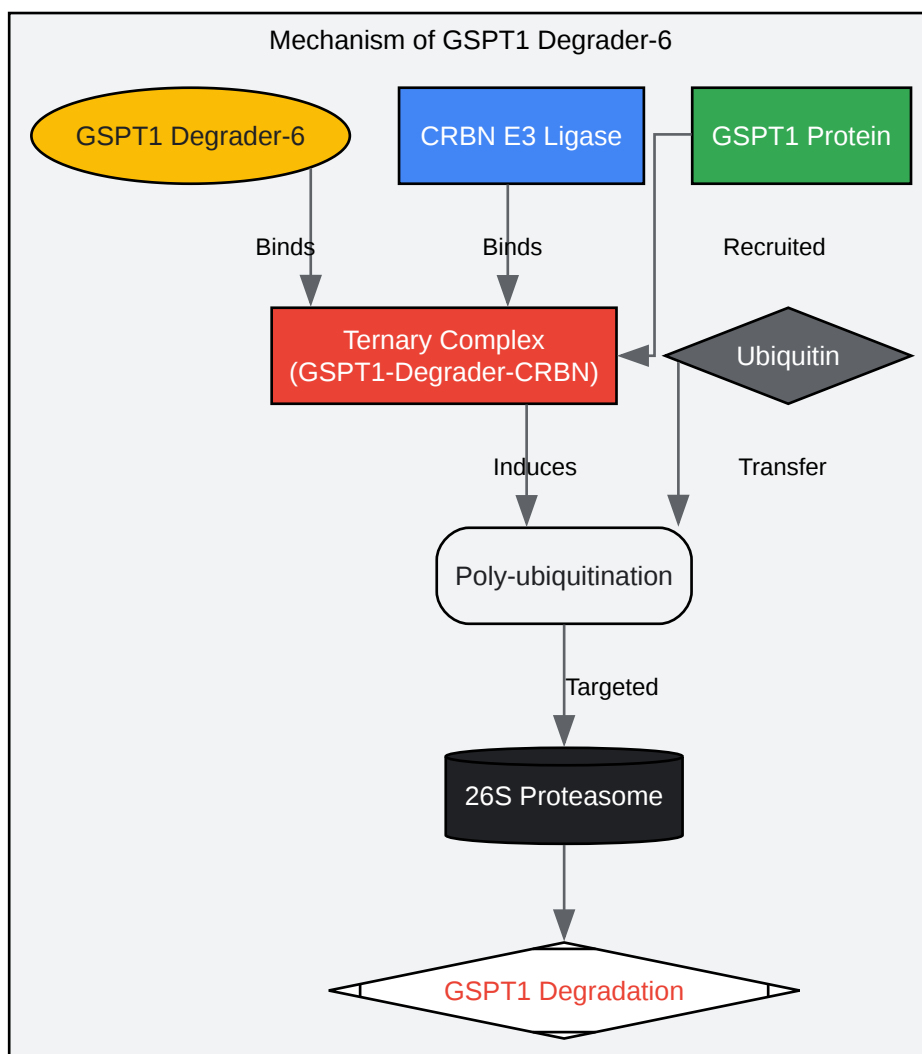 Mechanism of GSPT1 Degrader-6
GSPT1 Degrader-6
CRBN E3 Ligase
GSPT1 Protein
Binds
Binds
Recruited
Ternary Complex
(GSPT1-Degrader-CRBN)
Ubiquitin
Induces
Transfer
Poly-ubiquitination
Targeted
26S Proteasome
GSPT1 Degradation